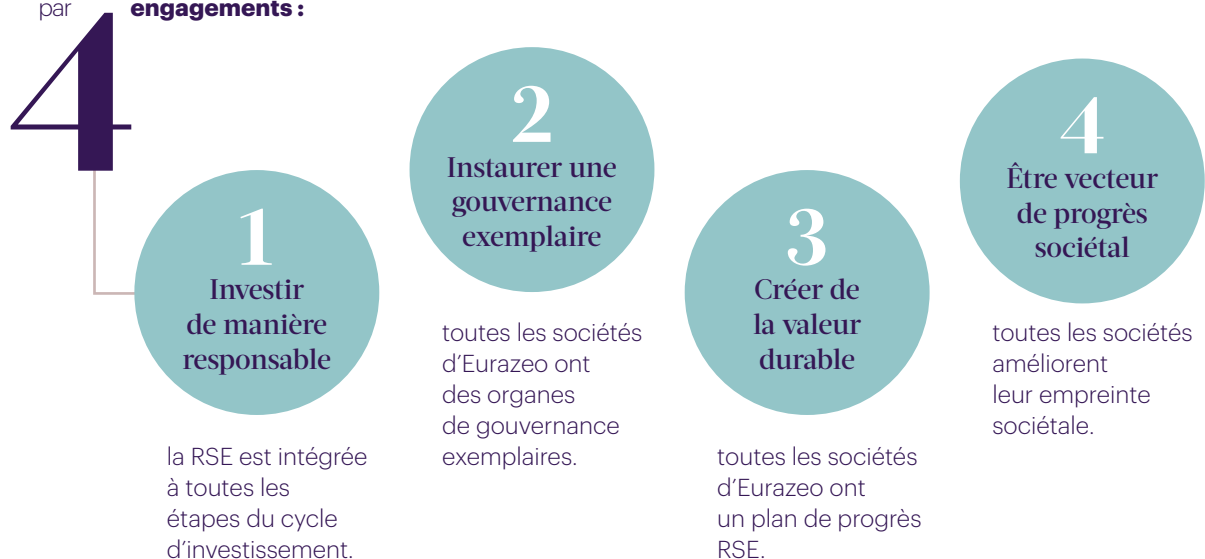 par
4
engagements :
1
Investir
de manière
responsable
la RSE est intégrée
à toutes les
étapes du cycle
d'investissement.
2
Instaurer une
gouvernance
exemplaire
toutes les sociétés
d'Eurazeo ont
des organes
de gouvernance
exemplaires.
3
Créer de
la valeur
durable
toutes les sociétés
d'Eurazeo ont
un plan de progrès
RSE.
4
Être vecteur
de progrès
sociétal
toutes les sociétés
améliorent
leur empreinte
sociétale.